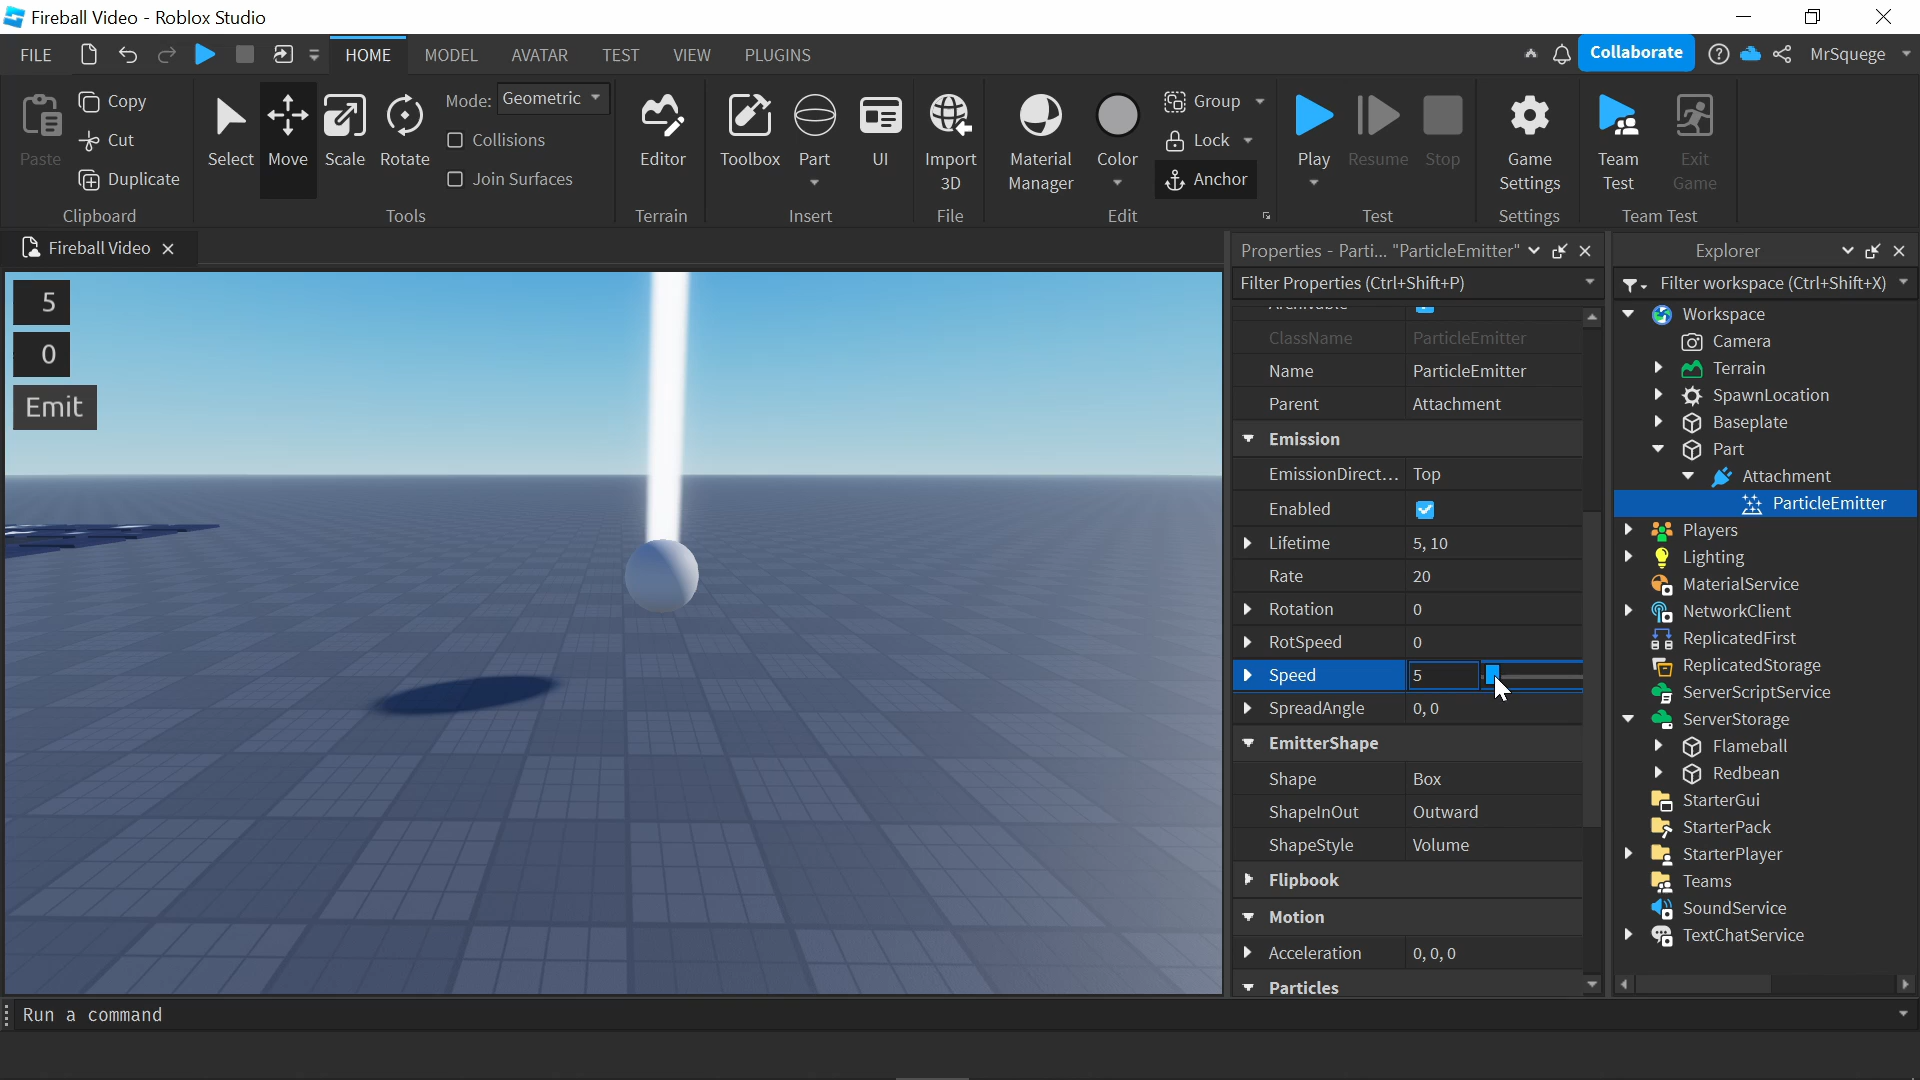 Fireball Video - Roblox Studio
FILE HOME MODEL AVATAR TEST VIEW PLUGINS Collaborate MrSquege
Paste Copy Cut Duplicate Clipboard
Select Move Scale Rotate Mode: Geometric Collisions Join Surfaces Tools
Editor Terrain
Toolbox Part UI Insert
Import 3D File
Material Manager Color Group Lock Anchor Edit
Play Resume Stop Test
Game Settings Settings
Team Test Exit Game Team Test
Fireball Video
5
0
Emit
Properties - Parti... "ParticleEmitter"
Filter Properties (Ctrl+Shift+P)
Archivable
ClassName ParticleEmitter
Name ParticleEmitter
Parent Attachment
Emission
EmissionDirect... Top
Enabled
Lifetime 5, 10
Rate 20
Rotation 0
RotSpeed 0
Speed 5
SpreadAngle 0, 0
EmitterShape
Shape Box
ShapeInOut Outward
ShapeStyle Volume
Flipbook
Motion
Acceleration 0, 0, 0
Particles
Explorer
Filter workspace (Ctrl+Shift+X)
Workspace
Camera
Terrain
SpawnLocation
Baseplate
Part
Attachment
ParticleEmitter
Players
Lighting
MaterialService
NetworkClient
ReplicatedFirst
ReplicatedStorage
ServerScriptService
ServerStorage
Flameball
Redbean
StarterGui
StarterPack
StarterPlayer
Teams
SoundService
TextChatService
Run a command